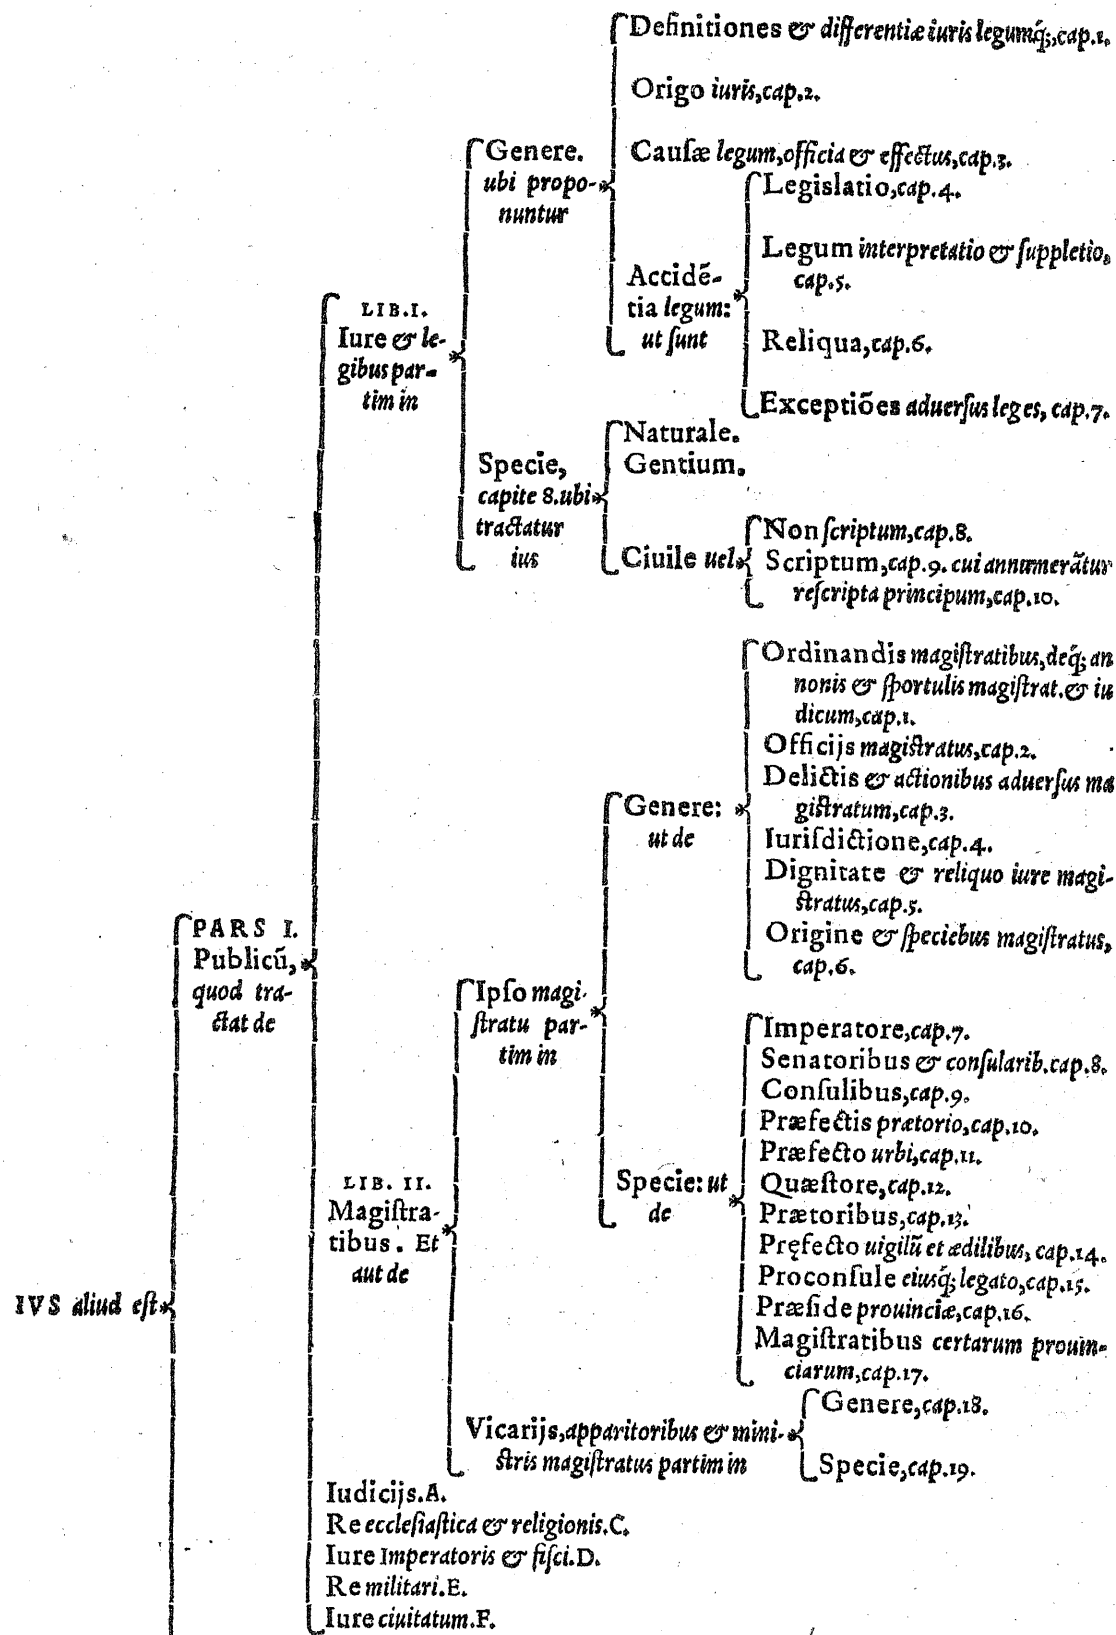 Definitiones & differentiæ iuris legumq́;,cap.1.
Origo iuris,cap.2.
Genere.
ubi propo-
nuntur
Cauſæ legum,officia & effectus,cap.3.
Legislatio,cap.4.
Legum interpretatio & ſuppletio,
cap.5.
Accidẽ-
tia legum:
ut ſunt
Reliqua,cap.6.
Exceptiões aduerſus leges, cap.7.
LIB.I.
Iure & le-
gibus par-
tim in
Specie,
capite 8.ubi
tractatur
ius
Naturale.
Gentium.
Ciuile uel
Non ſcriptum,cap.8.
Scriptum,cap.9. cui annumerãtur
reſcripta principum,cap.10.
Ordinandis magiſtratibus,deq́; an
nonis & ſportulis magiſtrat.& iu
dicum,cap.1.
Officijs magiſtratus,cap.2.
Delictis & actionibus aduerſus ma
giſtratum,cap.3.
Genere:
ut de
Iuriſdictione,cap.4.
Dignitate & reliquo iure magi-
ſtratus,cap.5.
Origine & ſpeciebus magiſtratus,
cap.6.
PARS I.
Publicũ,
quod tra-
ctat de
Ipſo magi-
ſtratu par-
tim in
Imperatore,cap.7.
Senatoribus & conſularib.cap.8.
Conſulibus,cap.9.
Præfectis prætorio,cap.10.
Præfecto urbi,cap.11.
Specie: ut
de
Quæſtore,cap.12.
Prætoribus,cap.13.
Pręfecto uigilũ et ædilibus, cap.14.
Proconſule eiusq́; legato,cap.15.
Præſide prouinciæ,cap.16.
Magiſtratibus certarum prouin-
ciarum,cap.17.
LIB. II.
Magiſtra-
tibus. Et
aut de
IVS aliud eſt
Vicarijs,apparitoribus & mini-
ſtris magiſtratus partim in
Genere,cap.18.
Specie,cap.19.
Iudicijs.A.
Re eccleſiaſtica & religionis.C.
Iure Imperatoris & fiſci.D.
Re militari.E.
Iure ciuitatum.F.